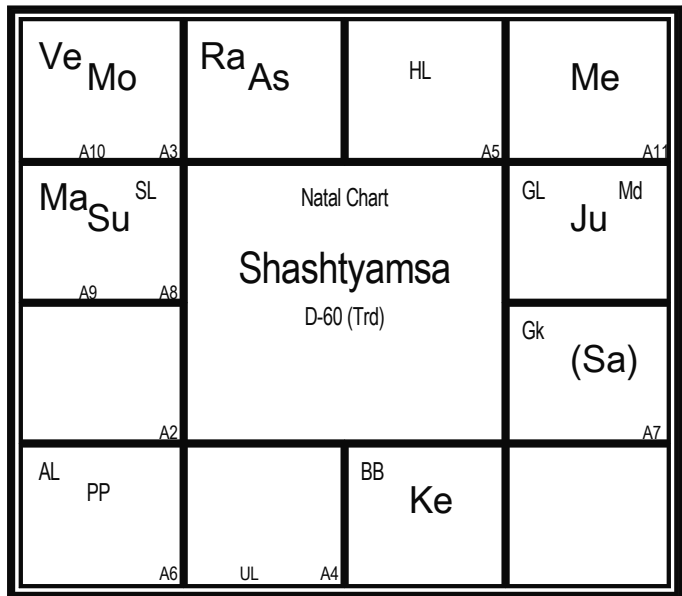 Ve Mo
A10 A3
Ra As
HL
A5
Me
A11
Ma Su SL
A9 A8
Natal Chart
Shashtyamsa
D-60 (Trd)
GL Ju Md
A2
Gk (Sa)
A7
AL
PP
A6
UL A4
BB
Ke